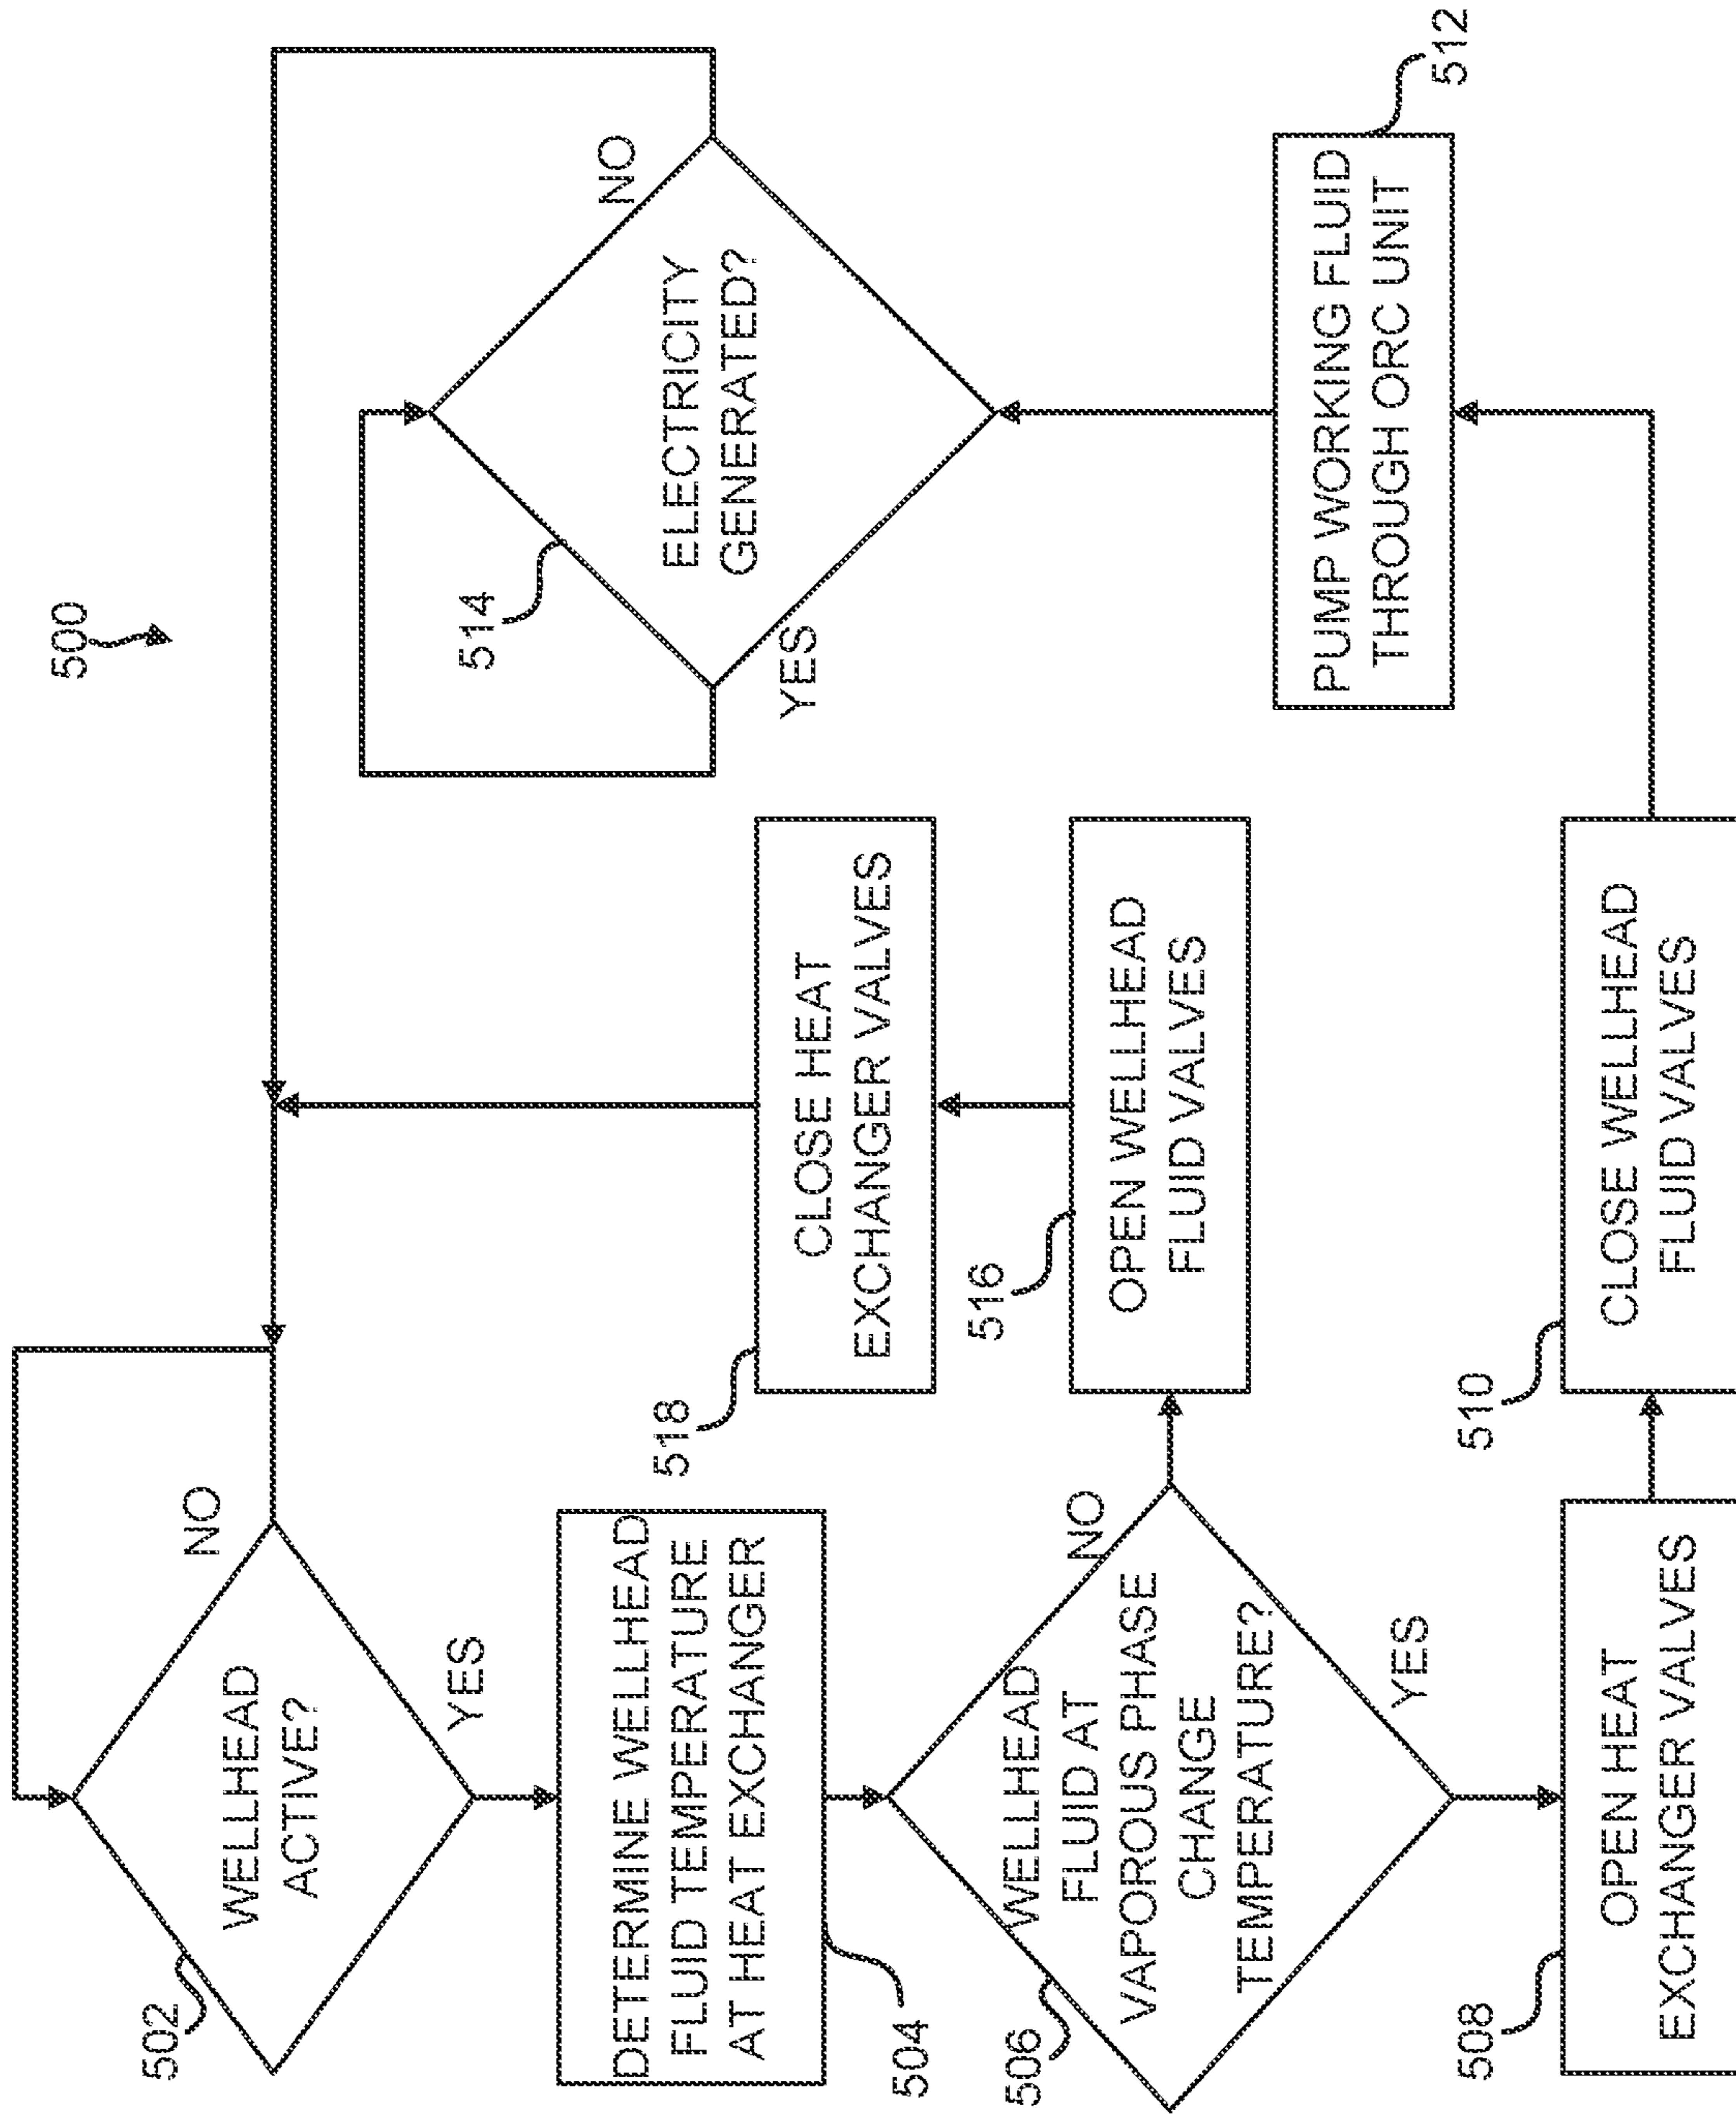 500
502
WELLHEAD
ACTIVE?
NO
YES
DETERMINE WELLHEAD
FLUID TEMPERATURE
AT HEAT EXCHANGER
504
506
WELLHEAD
FLUID AT
VAPOROUS PHASE
CHANGE
TEMPERATURE?
NO
YES
508
OPEN HEAT
EXCHANGER VALVES
510
CLOSE WELLHEAD
FLUID VALVES
516
OPEN WELLHEAD
FLUID VALVES
518
CLOSE HEAT
EXCHANGER VALVES
512
PUMP WORKING FLUID
THROUGH ORC UNIT
514
ELECTRICITY
GENERATED?
YES
NO